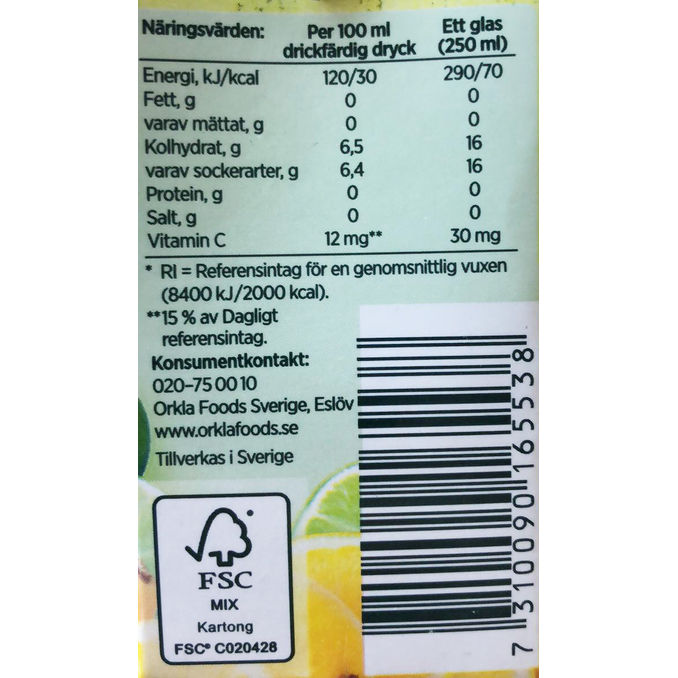 Näringsvärden: Per 100 ml drickfärdig dryck Ett glas (250 ml)
Energi, kJ/kcal 120/30 290/70
Fett, g 0 0
varav mättat, g 0 0
Kolhydrat, g 6,5 16
varav sockerarter, g 6,4 16
Protein, g 0 0
Salt, g 0 0
Vitamin C 12 mg** 30 mg
* RI = Referensintag för en genomsnittlig vuxen
(8400 kJ/2000 kcal).
**15 % av Dagligt
referensintag.
Konsumentkontakt:
020-75 00 10
Orkla Foods Sverige, Eslöv
www.orklafoods.se
Tillverkas i Sverige
FSC
MIX
Kartong
FSC® C020428
7310090165538